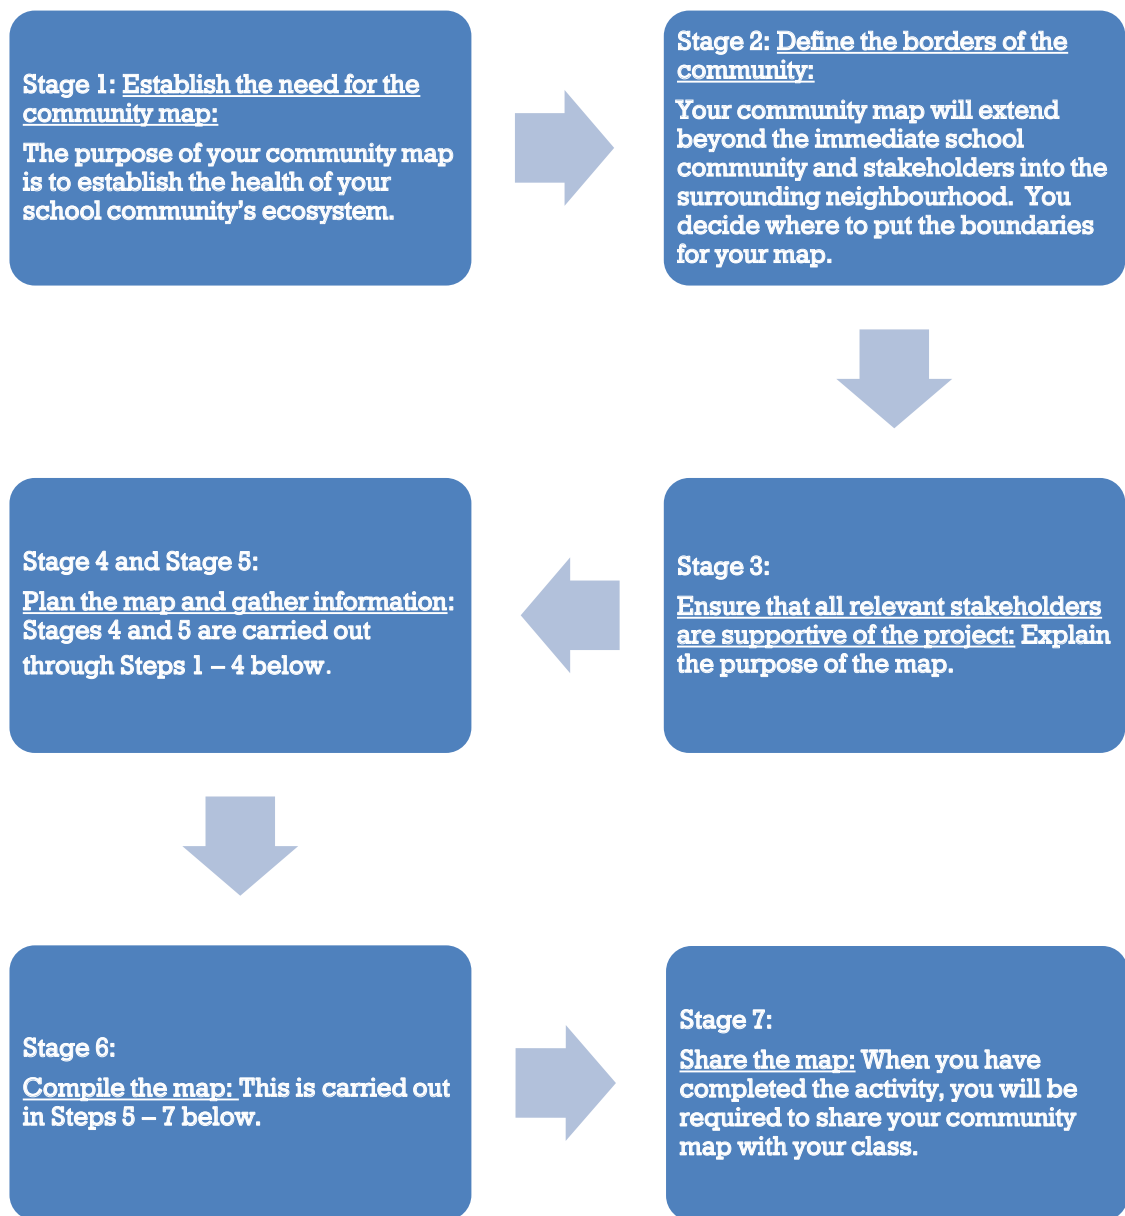 Stage 1: Establish the need for the
community map:
The purpose of your community map
is to establish the health of your
school community's ecosystem.
Stage 2: Define the borders of the
community:
Your community map will extend
beyond the immediate school
community and stakeholders into the
surrounding neighbourhood.  You
decide where to put the boundaries
for your map.
Stage 3:
Ensure that all relevant stakeholders
are supportive of the project: Explain
the purpose of the map.
Stage 4 and Stage 5:
Plan the map and gather information:
Stages 4 and 5 are carried out
through Steps 1 – 4 below.
Stage 6:
Compile the map: This is carried out
in Steps 5 – 7 below.
Stage 7:
Share the map: When you have
completed the activity, you will be
required to share your community
map with your class.